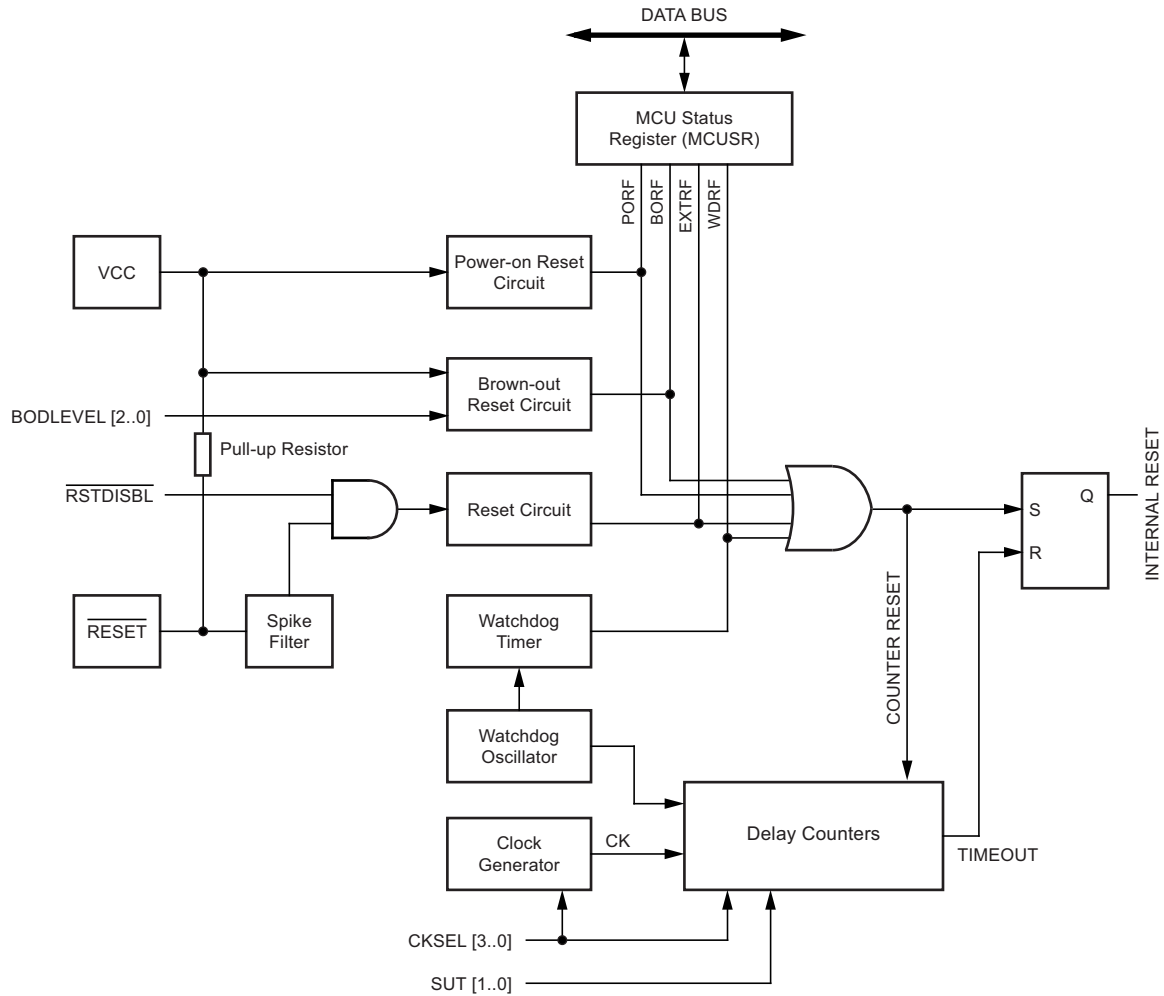 DATA BUS
MCU Status
Register (MCUSR)
PORF
BORF
EXTRF
WDRF
VCC
Power-on Reset
Circuit
Brown-out
Reset Circuit
BODLEVEL [2..0]
Pull-up Resistor
RSTDISBL
Reset Circuit
S
Q
R
INTERNAL RESET
RESET
Spike
Filter
Watchdog
Timer
COUNTER RESET
Watchdog
Oscillator
Delay Counters
Clock
Generator
CK
TIMEOUT
CKSEL [3..0]
SUT [1..0]